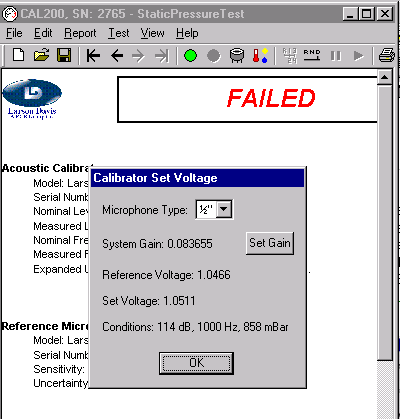 CAL200, SN: 2765 - StaticPressureTest
File Edit Report Test View Help
RND
LD
Larson Davis
FAILED
Acoustic Calibrat
Model: Lars
Serial Numb
Nominal Lev
Measured L
Nominal Fre
Measured F
Expanded U
Calibrator Set Voltage
Microphone Type: ½"
System Gain: 0.083655 Set Gain
Reference Voltage: 1.0466
Set Voltage: 1.0511
Conditions: 114 dB, 1000 Hz, 858 mBar
OK
Reference Micro
Model: Lars
Serial Numb
Sensitivity:
Uncertainty